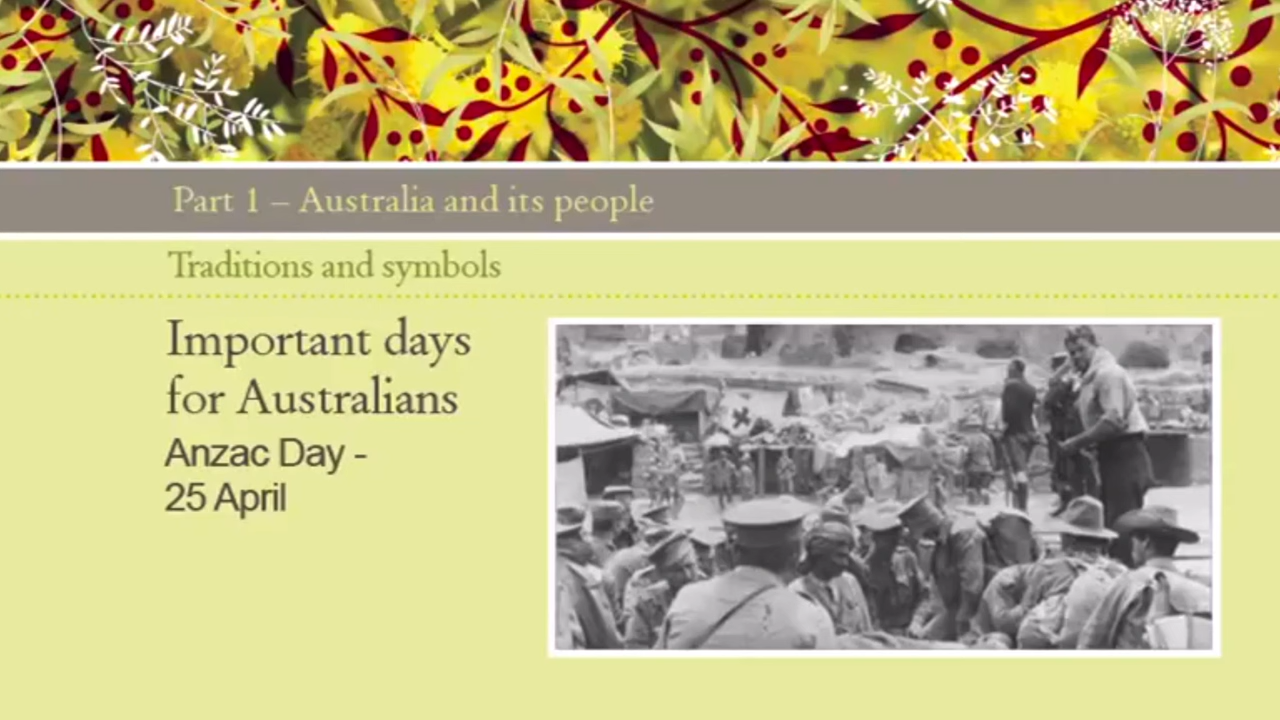 Part 1 – Australia and its people
Traditions and symbols
Important days
for Australians
Anzac Day -
25 April